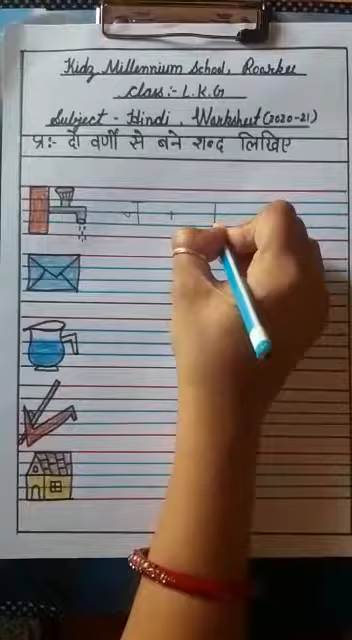 Kidz Millennium School, Roorkee
Class:- L.K.G
Subject - Hindi, Worksheet (2020-21)
प्र:- दो वर्णों से बने शब्द लिखिए
न +